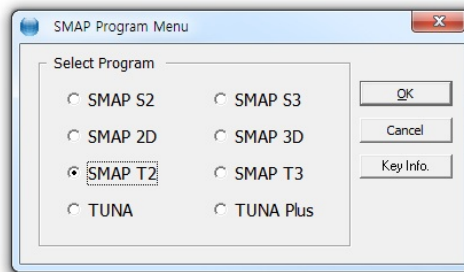 SMAP Program Menu
Select Program
SMAP S2 SMAP S3 OK
SMAP 2D SMAP 3D Cancel
SMAP T2 SMAP T3 Key Info.
TUNA TUNA Plus